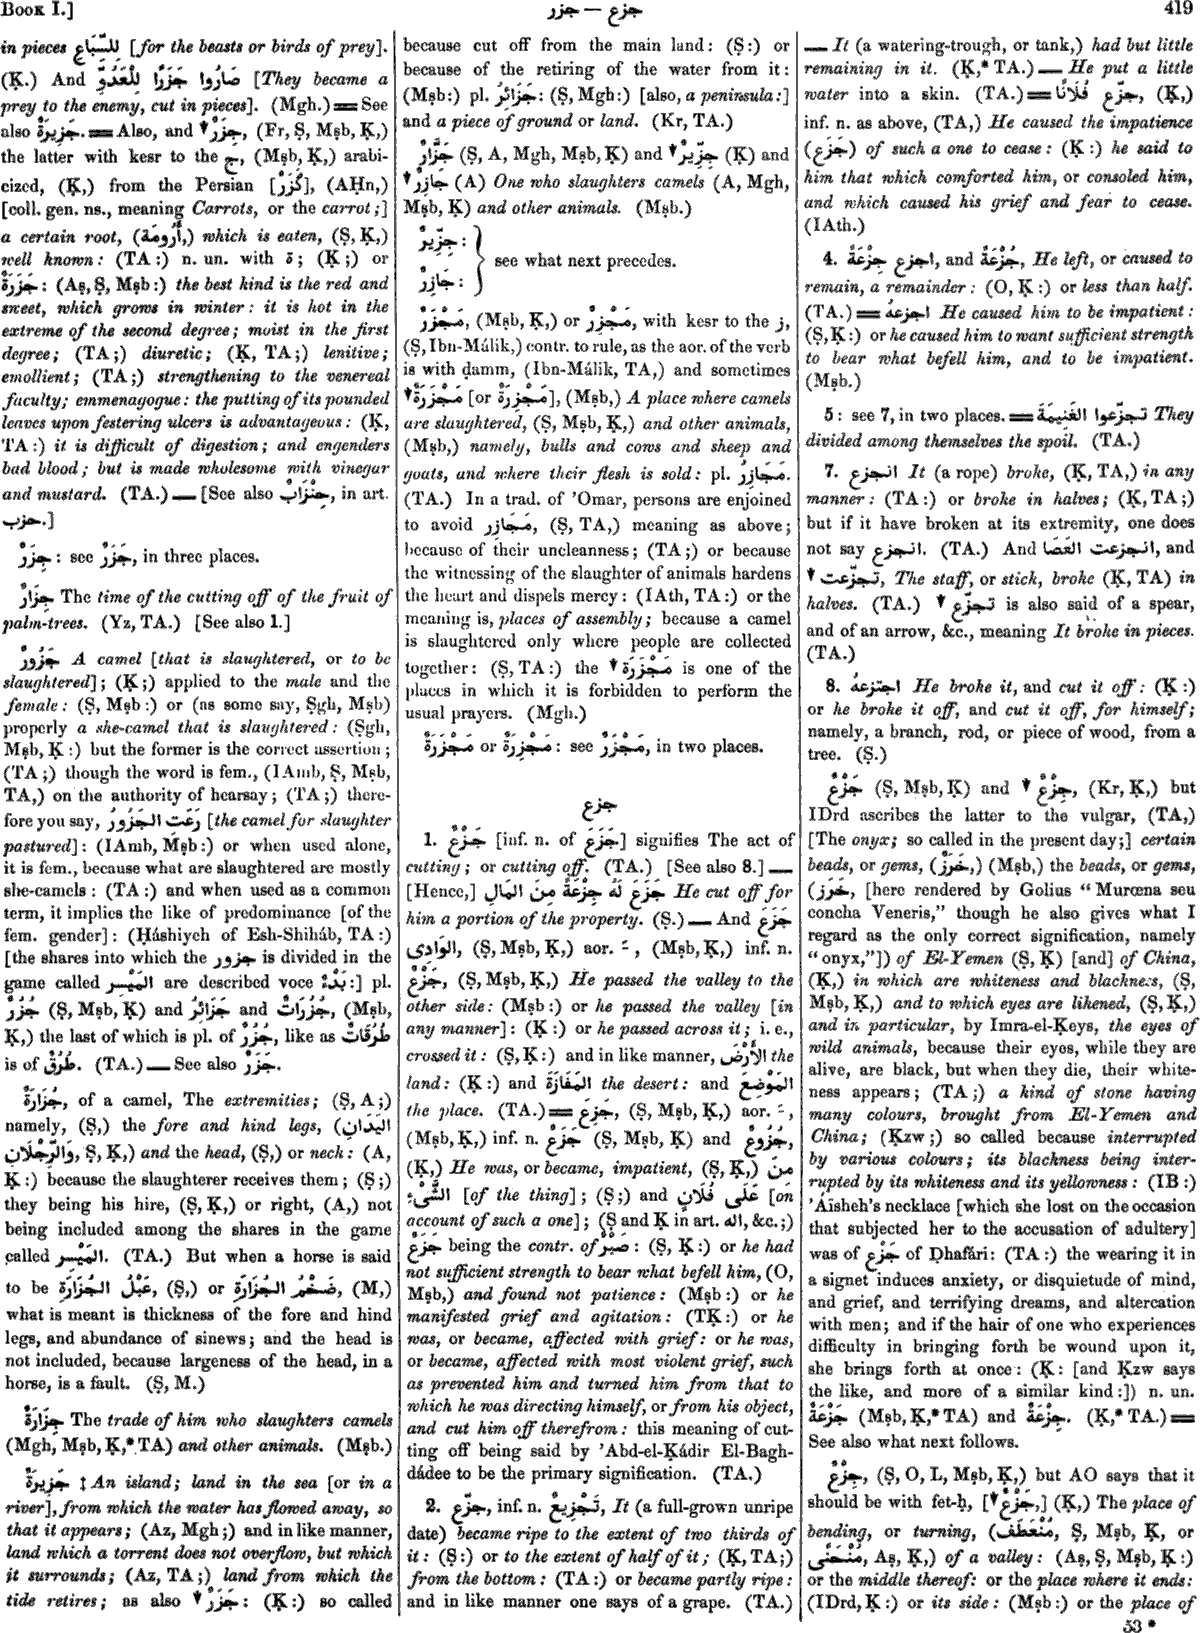 Book I.]
جزر — جزع
419
in pieces لِلسِّبَاعِ [for the beasts or birds of prey].
(Ḳ.) And صَارُوا جَزَرًا لِلْعَدُوِّ [They became a
prey to the enemy, cut in pieces]. (Mgh.) ═ See
also جَزِيرَةٌ. ═ Also, and ↓ جِزَرٌ, (Fr, Ṣ, Mṣb, Ḳ,)
the latter with kesr to the ج, (Mṣb, Ḳ,) arabi-
cized, (Ḳ,) from the Persian [گَزَرْ], (AḤn,)
[coll. gen. ns., meaning Carrots, or the carrot;]
a certain root, (أَرُومَة,) which is eaten, (Ṣ, Ḳ,)
well known: (TA:) n. un. with ة; (Ḳ;) or
جَزَرَةٌ: (Aṣ, Ṣ, Mṣb:) the best kind is the red and
sweet, which grows in winter: it is hot in the
extreme of the second degree; moist in the first
degree; (TA;) diuretic; (Ḳ, TA;) lenitive;
emollient; (TA;) strengthening to the venereal
faculty; emmenagogue: the putting of its pounded
leaves upon festering ulcers is advantageous: (Ḳ,
TA:) it is difficult of digestion; and engenders
bad blood; but is made wholesome with vinegar
and mustard. (TA.) — [See also حِنْزَابٌ, in art.
حزب.]
جِزَرٌ: see جَزَرٌ, in three places.
جِزَارٌ The time of the cutting off of the fruit of
palm-trees. (Yz, TA.) [See also 1.]
جَزُورٌ A camel [that is slaughtered, or to be
slaughtered]; (Ḳ;) applied to the male and the
female: (Ṣ, Mṣb:) or (as some say, Ṣgh, Mṣb)
properly a she-camel that is slaughtered: (Ṣgh,
Mṣb, Ḳ:) but the former is the correct assertion;
(TA;) though the word is fem., (IAmb, Ṣ, Mṣb,
TA,) on the authority of hearsay; (TA;) there-
fore you say, رَعَتِ الجَزُورُ [the camel for slaughter
pastured]: (IAmb, Mṣb:) or when used alone,
it is fem., because what are slaughtered are mostly
she-camels: (TA:) and when used as a common
term, it implies the like of predominance [of the
fem. gender]: (Ḥáshiyeh of Esh-Shiháb, TA:)
[the shares into which the جزور is divided in the
game called المَيْسِر are described voce بَدْءٌ:] pl.
جُزُرٌ (Ṣ, Mṣb, Ḳ) and جَزَائِرُ and جُزُرَاتٌ, (Mṣb,
Ḳ,) the last of which is pl. of جُزُرٌ, like as طُرُقَاتٌ
is of طُرُقٌ. (TA.) — See also جَزَرٌ.
جُزَارَةٌ, of a camel, The extremities; (Ṣ, A;)
namely, (Ṣ,) the fore and hind legs, (اليَدَانِ
وَالرِّجْلَانِ, Ṣ, Ḳ,) and the head, (Ṣ,) or neck: (A,
Ḳ:) because the slaughterer receives them; (Ṣ;)
they being his hire, (Ṣ, Ḳ,) or right, (A,) not
being included among the shares in the game
called المَيْسِر. (TA.) But when a horse is said
to be عَبْلُ الجُزَارَةِ, (Ṣ,) or ضَخْمُ الجُزَارَةِ, (M,)
what is meant is thickness of the fore and hind
legs, and abundance of sinews; and the head is
not included, because largeness of the head, in a
horse, is a fault. (Ṣ, M.)
جِزَارَةٌ The trade of him who slaughters camels
(Mgh, Mṣb, Ḳ,* TA) and other animals. (Mṣb.)
جَزِيرَةٌ ‡ An island; land in the sea [or in a
river], from which the water has flowed away, so
that it appears; (Az, Mgh;) and in like manner,
land which a torrent does not overflow, but which
it surrounds; (Az, TA;) land from which the
tide retires; as also ↓ جَزَرٌ: (Ḳ:) so called
because cut off from the main land: (Ṣ:) or
because of the retiring of the water from it:
(Mṣb:) pl. جَزَائِرُ: (Ṣ, Mgh:) [also, a peninsula:]
and a piece of ground or land. (Kr, TA.)
جَزَّارٌ (Ṣ, A, Mgh, Mṣb, Ḳ) and ↓ جِزِّيرٌ (Ḳ) and
↓ جَازِرٌ (A) One who slaughters camels (A, Mgh,
Mṣb, Ḳ) and other animals. (Mṣb.)
جِزِّيرٌ:
see what next precedes.
جَازِرٌ:
مَجْزَرٌ, (Mṣb, Ḳ,) or مَجْزِرٌ, with kesr to the ز,
(Ṣ, Ibn-Málik,) contr. to rule, as the aor. of the verb
is with ḍamm, (Ibn-Málik, TA,) and sometimes
↓ مَجْزَرَةٌ [or مَجْزِرَةٌ], (Mṣb,) A place where camels
are slaughtered, (Ṣ, Mṣb, Ḳ,) and other animals,
(Mṣb,) namely, bulls and cows and sheep and
goats, and where their flesh is sold: pl. مَجَازِرُ.
(TA.) In a trad. of 'Omar, persons are enjoined
to avoid مَجَازِر, (Ṣ, TA,) meaning as above;
because of their uncleanness; (TA;) or because
the witnessing of the slaughter of animals hardens
the heart and dispels mercy: (IAth, TA:) or the
meaning is, places of assembly; because a camel
is slaughtered only where people are collected
together: (Ṣ, TA:) the ↓ مَجْزَرَة is one of the
places in which it is forbidden to perform the
usual prayers. (Mgh.)
مَجْزَرَةٌ or مَجْزِرَةٌ: see مَجْزَرٌ, in two places.
جزع
1. جَزْعٌ [inf. n. of جَزَعَ] signifies The act of
cutting; or cutting off. (TA.) [See also 8.] —
[Hence,] جَزَعَ لَهُ جِزْعَةً مِنَ المَالِ He cut off for
him a portion of the property. (Ṣ.) — And جَزَعَ
الوَادِىَ, (Ṣ, Mṣb, Ḳ,) aor. ـَ , (Mṣb, Ḳ,) inf. n.
جَزْعٌ, (Ṣ, Mṣb, Ḳ,) He passed the valley to the
other side: (Mṣb:) or he passed the valley [in
any manner]: (Ḳ:) or he passed across it; i. e.,
crossed it: (Ṣ, Ḳ:) and in like manner, الأَرْضَ the
land: (Ḳ:) and المَفَازَةَ the desert: and المَوْضِعَ
the place. (TA.) ═ جَزِعَ, (Ṣ, Mṣb, Ḳ,) aor. ـَ ,
(Mṣb, Ḳ,) inf. n. جَزَعٌ (Ṣ, Mṣb, Ḳ) and جُزُوعٌ,
(Ḳ,) He was, or became, impatient, (Ṣ, Ḳ,) مِنَ
الشَّىْءِ [of the thing]; (Ṣ;) and عَلَى فُلَانٍ [on
account of such a one]; (Ṣ and Ḳ in art. اله, &c.;)
جَزَعٌ being the contr. of صَبْرٌ: (Ṣ, Ḳ:) or he had
not sufficient strength to bear what befell him, (O,
Mṣb,) and found not patience: (Mṣb:) or he
manifested grief and agitation: (TḲ:) or he
was, or became, affected with grief: or he was,
or became, affected with most violent grief, such
as prevented him and turned him from that to
which he was directing himself, or from his object,
and cut him off therefrom: this meaning of cut-
ting off being said by 'Abd-el-Ḳádir El-Bagh-
dádee to be the primary signification. (TA.)
2. جزّع, inf. n. تَجْزِيعٌ, It (a full-grown unripe
date) became ripe to the extent of two thirds of
it: (Ṣ:) or to the extent of half of it; (Ḳ, TA;)
from the bottom: (TA:) or became partly ripe:
and in like manner one says of a grape. (TA.)
— It (a watering-trough, or tank,) had but little
remaining in it. (Ḳ,* TA.) — He put a little
water into a skin. (TA.) ═ جزّع فُلَانًا, (Ḳ,)
inf. n. as above, (TA,) He caused the impatience
(جَزَع) of such a one to cease: (Ḳ:) he said to
him that which comforted him, or consoled him,
and which caused his grief and fear to cease.
(IAth.)
4. اجزع جِزْعَةً, and جُزْعَةً, He left, or caused to
remain, a remainder: (O, Ḳ:) or less than half.
(TA.) ═ اجزعهُ He caused him to be impatient:
(Ṣ, Ḳ:) or he caused him to want sufficient strength
to bear what befell him, and to be impatient.
(Mṣb.)
5: see 7, in two places. ═ تجزّعوا الغَنِيمَةَ They
divided among themselves the spoil. (TA.)
7. انجزع It (a rope) broke, (Ḳ, TA,) in any
manner: (TA:) or broke in halves; (Ḳ, TA;)
but if it have broken at its extremity, one does
not say انجزع. (TA.) And انجزعت العَصَا, and
↓ تجزّعت, The staff, or stick, broke (Ḳ, TA) in
halves. (TA.) ↓ تجزّع is also said of a spear,
and of an arrow, &c., meaning It broke in pieces.
(TA.)
8. اجتزعهُ He broke it, and cut it off: (Ḳ:)
or he broke it off, and cut it off, for himself;
namely, a branch, rod, or piece of wood, from a
tree. (Ṣ.)
جَزْعٌ (Ṣ, Mṣb, Ḳ) and ↓ جِزْعٌ, (Kr, Ḳ,) but
IDrd ascribes the latter to the vulgar, (TA,)
[The onyx; so called in the present day;] certain
beads, or gems, (خَرَزٌ,) (Mṣb,) the beads, or gems,
(خَرَز, [here rendered by Golius "Murœna seu
concha Veneris," though he also gives what I
regard as the only correct signification, namely
"onyx,"]) of El-Yemen (Ṣ, Ḳ) [and] of China,
(Ḳ,) in which are whiteness and blackness, (Ṣ,
Mṣb, Ḳ,) and to which eyes are likened, (Ṣ, Ḳ,)
and in particular, by Imra-el-Ḳeys, the eyes of
wild animals, because their eyes, while they are
alive, are black, but when they die, their white-
ness appears; (TA;) a kind of stone having
many colours, brought from El-Yemen and
China; (Ḳzw;) so called because interrupted
by various colours; its blackness being inter-
rupted by its whiteness and its yellowness: (IB:)
'Áïsheh's necklace [which she lost on the occasion
that subjected her to the accusation of adultery]
was of جَزْع of Ḍhafári: (TA:) the wearing it in
a signet induces anxiety, or disquietude of mind,
and grief, and terrifying dreams, and altercation
with men; and if the hair of one who experiences
difficulty in bringing forth be wound upon it,
she brings forth at once: (Ḳ: [and Ḳzw says
the like, and more of a similar kind:]) n. un.
جَزْعَةٌ (Mṣb, Ḳ,* TA) and جِزْعَةٌ. (Ḳ,* TA.) ═
See also what next follows.
جِزْعٌ, (Ṣ, O, L, Mṣb, Ḳ,) but AO says that it
should be with fet-ḥ, [↓ جَزْعٌ,] (Ḳ,) The place of
bending, or turning, (مُنْعَطَف, Ṣ, Mṣb, Ḳ, or
مُنْحَنًى, Aṣ, Ḳ,) of a valley: (Aṣ, Ṣ, Mṣb, Ḳ:)
or the middle thereof: or the place where it ends:
(IDrd, Ḳ:) or its side: (Mṣb:) or the place of
53 *